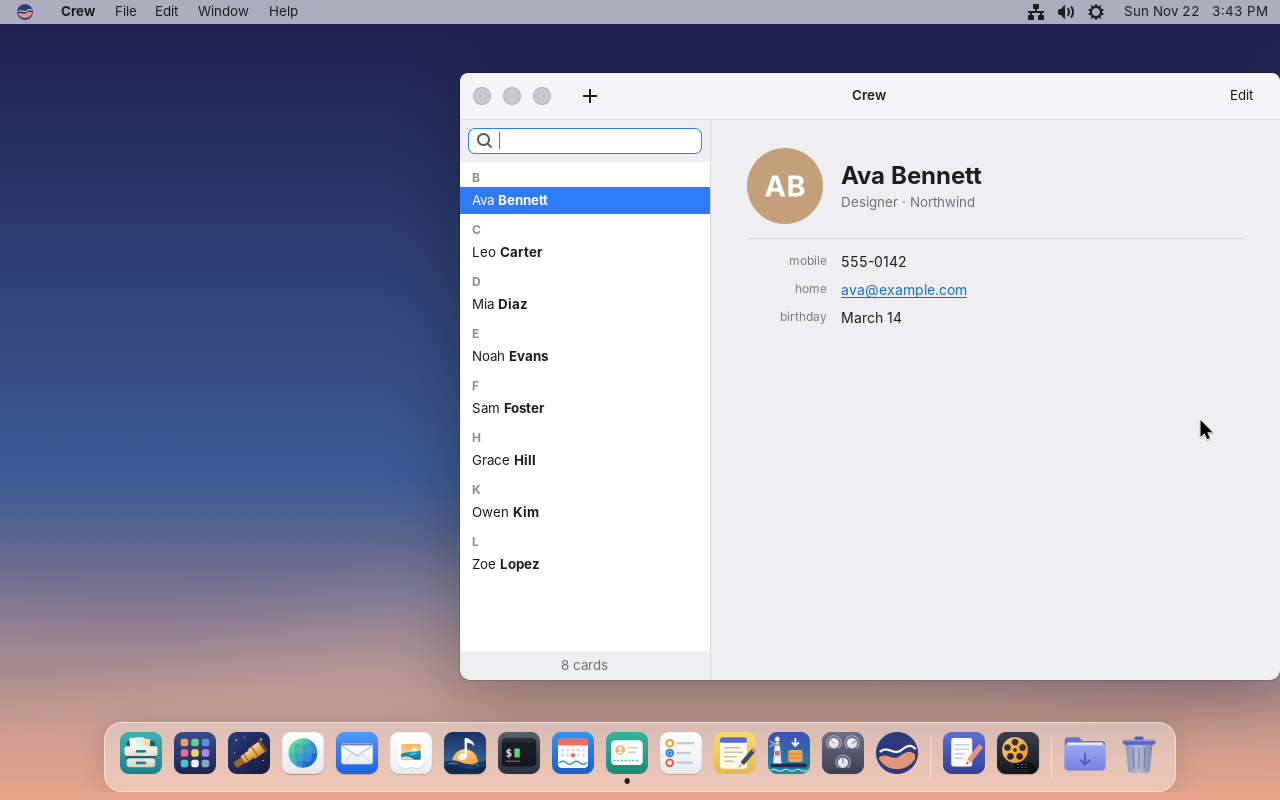 Crew File Edit Window Help Sun Nov 22 3:43 PM
Crew Edit
B
Ava Bennett
C
Leo Carter
D
Mia Diaz
E
Noah Evans
F
Sam Foster
H
Grace Hill
K
Owen Kim
L
Zoe Lopez
8 cards
AB
Ava Bennett
Designer · Northwind
mobile 555-0142
home ava@example.com
birthday March 14
$